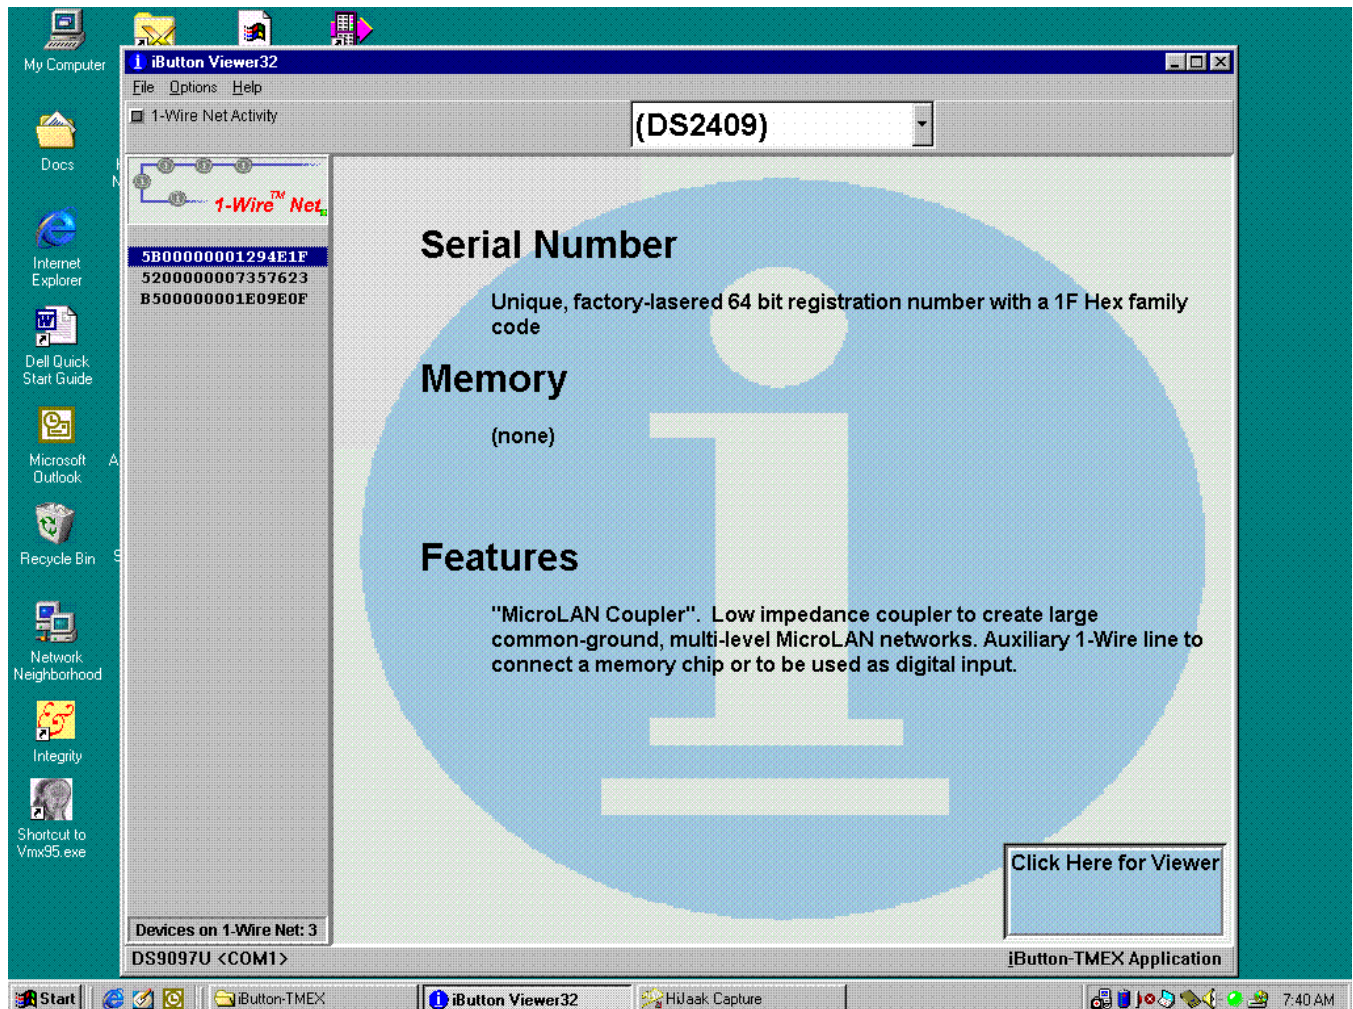 My Computer
iButton Viewer32
File Options Help
1-Wire Net Activity
(DS2409)
Docs
1-Wire™ Net
5B00000001294E1F
5200000007357623
B500000001E09E0F
Internet
Explorer
Dell Quick
Start Guide
Microsoft
Outlook
Recycle Bin
Network
Neighborhood
Integrity
Shortcut to
Vmx95.exe
Serial Number
Unique, factory-lasered 64 bit registration number with a 1F Hex family
code
Memory
(none)
Features
"MicroLAN Coupler". Low impedance coupler to create large
common-ground, multi-level MicroLAN networks. Auxiliary 1-Wire line to
connect a memory chip or to be used as digital input.
Click Here for Viewer
Devices on 1-Wire Net: 3
DS9097U <COM1>
iButton-TMEX Application
Start
iButton-TMEX
iButton Viewer32
HiJaak Capture
7:40 AM